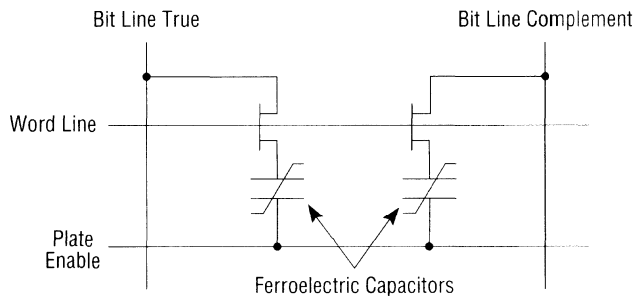 Bit Line True
Bit Line Complement
Word Line
Plate
Enable
Ferroelectric Capacitors